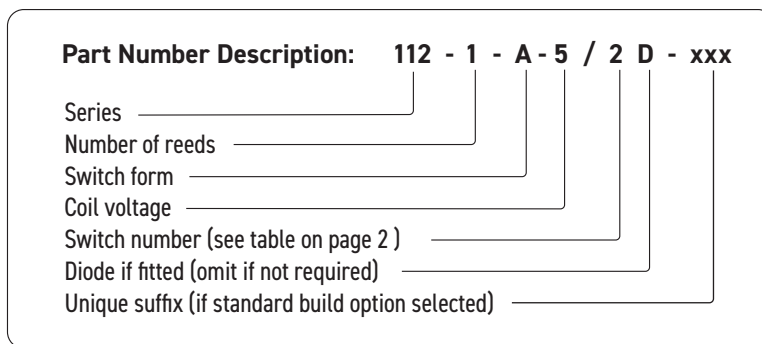 Part Number Description: 112 - 1 - A - 5 / 2 D - xxx
Series
Number of reeds
Switch form
Coil voltage
Switch number (see table on page 2 )
Diode if fitted (omit if not required)
Unique suffix (if standard build option selected)